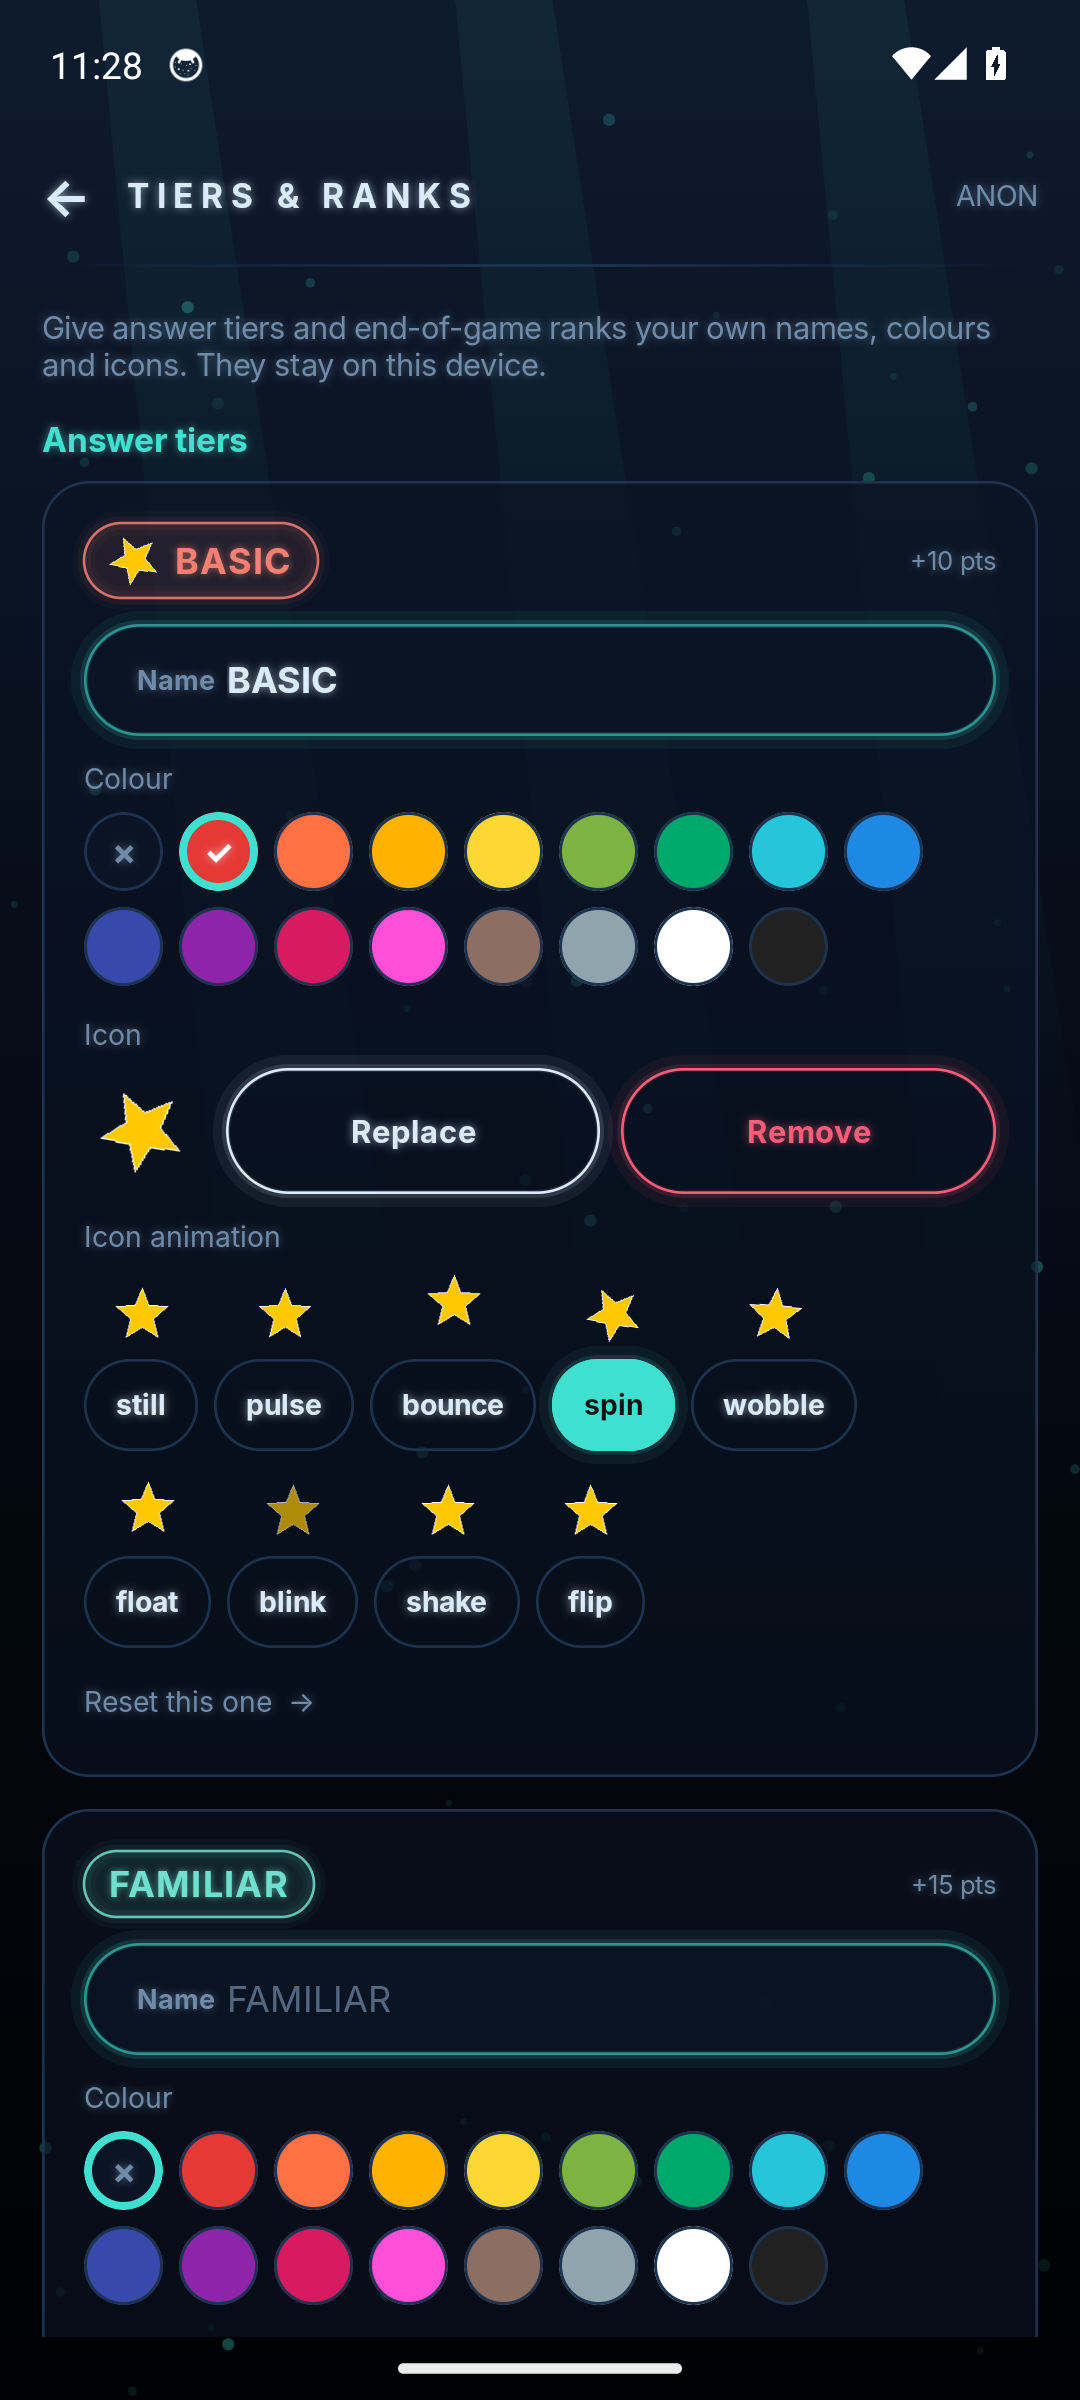 11:28
TIERS & RANKS
ANON
Give answer tiers and end-of-game ranks your own names, colours
and icons. They stay on this device.
Answer tiers
BASIC
+10 pts
Name BASIC
Colour
Icon
Replace
Remove
Icon animation
still
pulse
bounce
spin
wobble
float
blink
shake
flip
Reset this one →
FAMILIAR
+15 pts
Name FAMILIAR
Colour